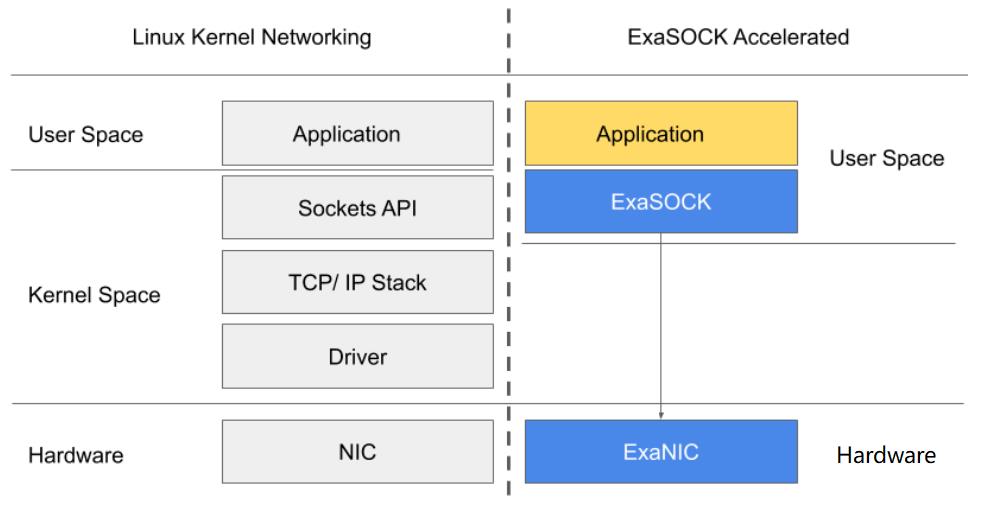 Linux Kernel Networking
ExaSOCK Accelerated
User Space
Application
Application
User Space
Sockets API
ExaSOCK
Kernel Space
TCP/ IP Stack
Driver
Hardware
NIC
ExaNIC
Hardware